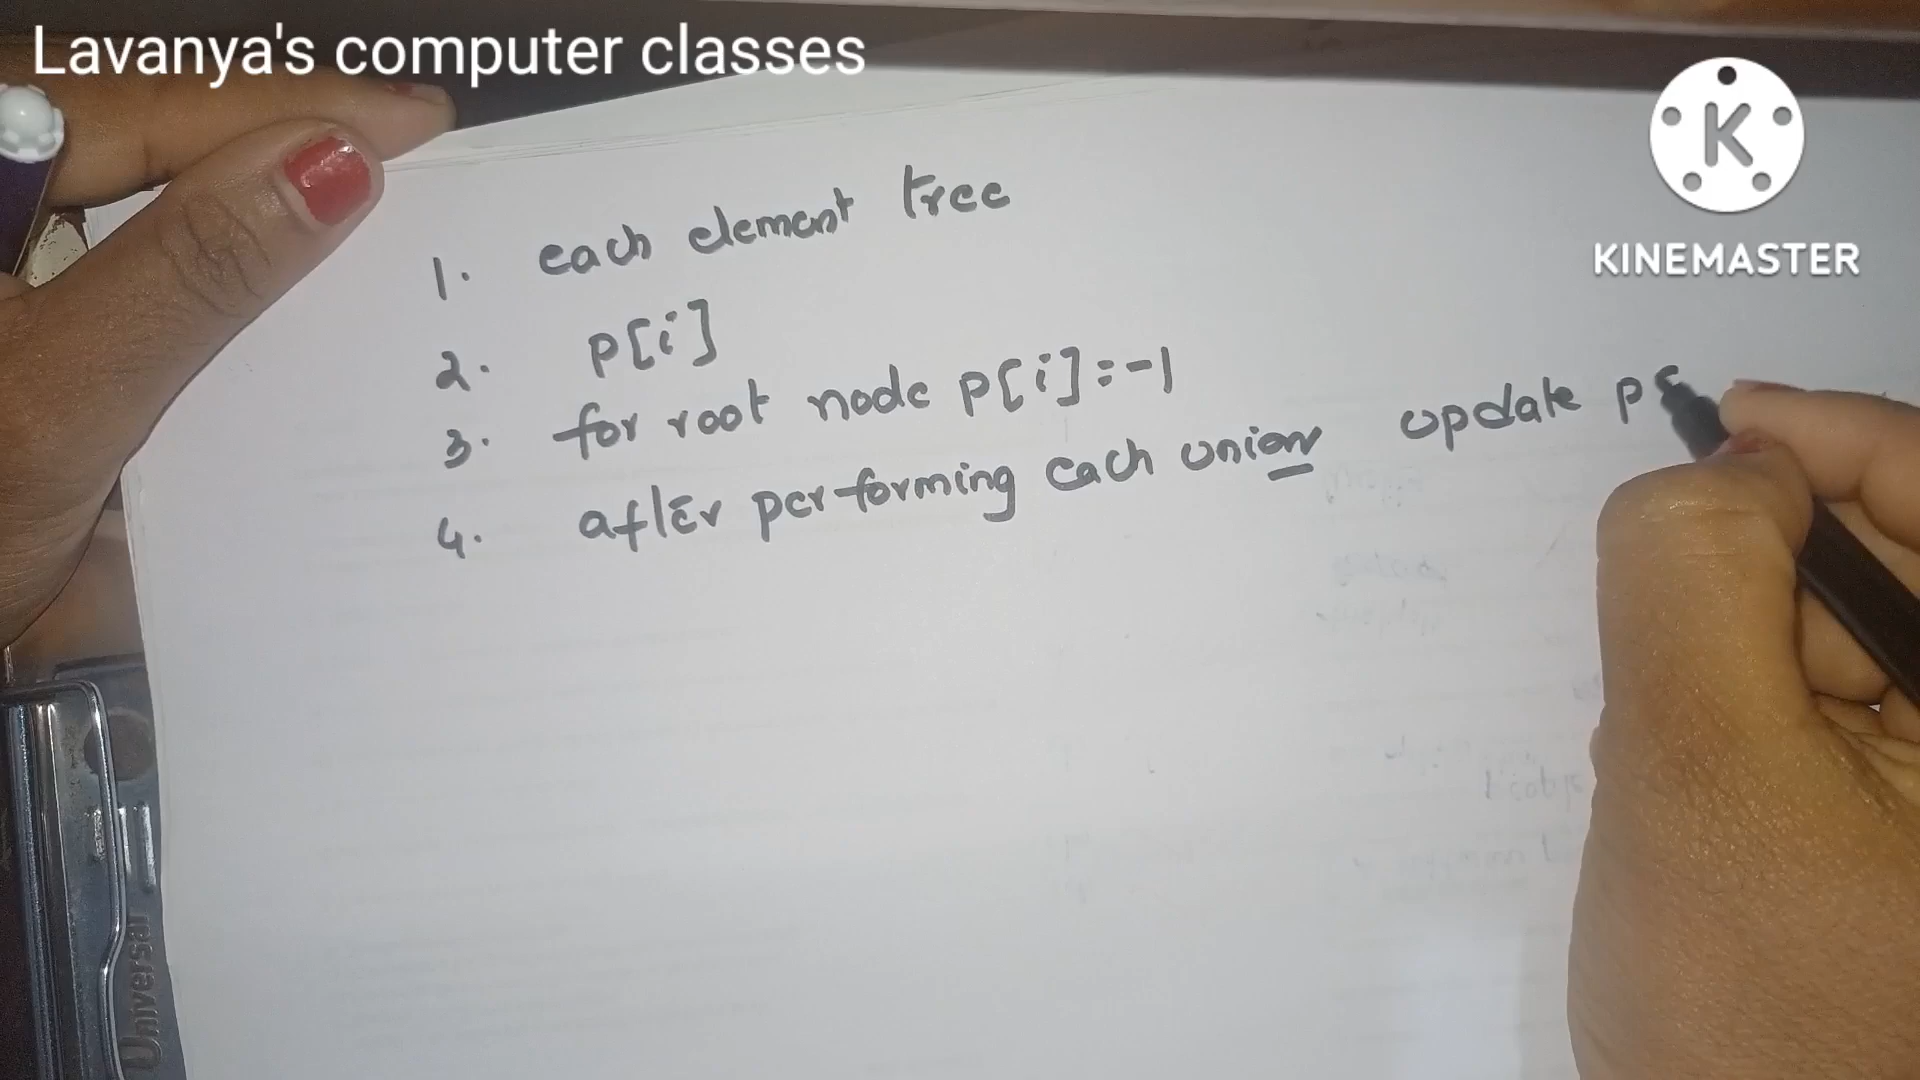 Lavanya's computer classes
K
KINEMASTER
1. each element tree
2. P[i]
3. for root node P[i]=-1
4. after performing each union update P[
Universal